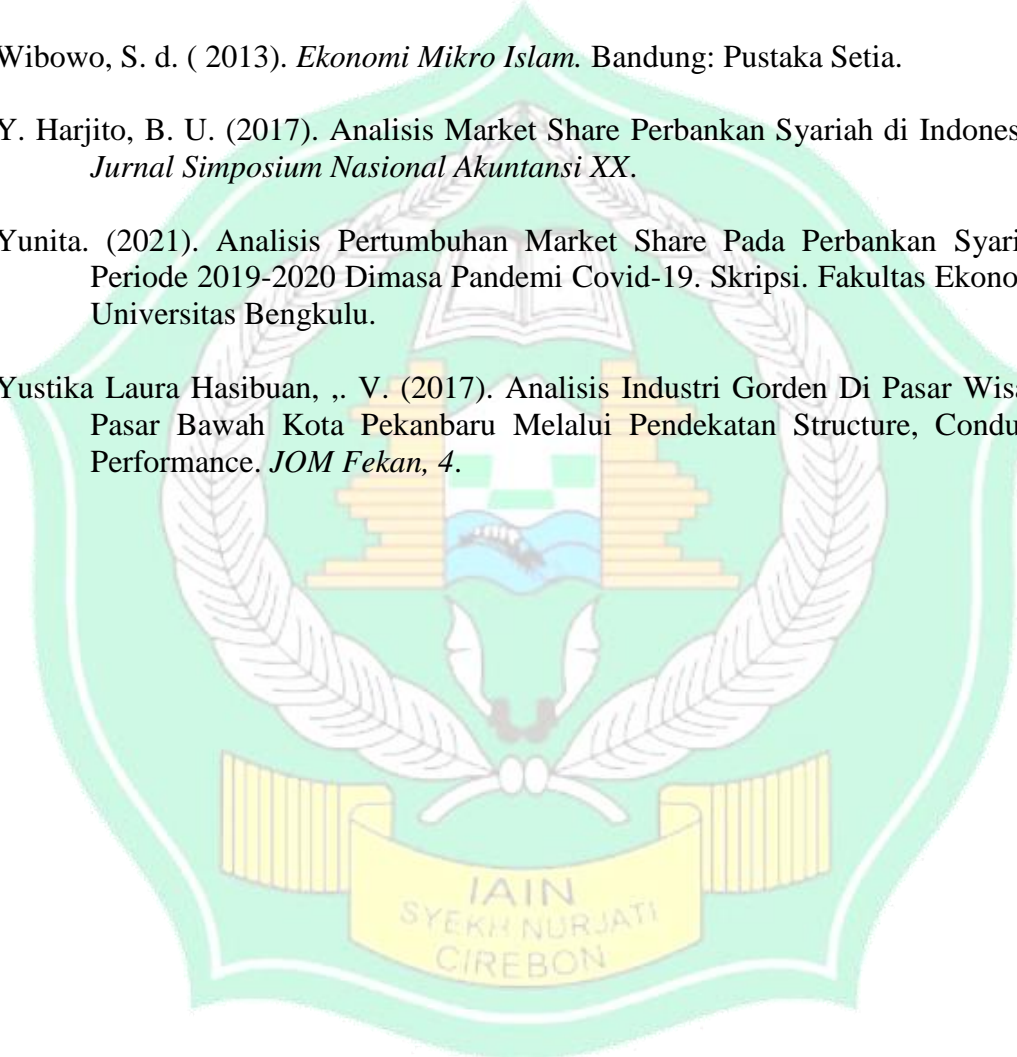 Wibowo, S. d. ( 2013). Ekonomi Mikro Islam. Bandung: Pustaka Setia.
Y. Harjito, B. U. (2017). Analisis Market Share Perbankan Syariah di Indones
Jurnal Simposium Nasional Akuntansi XX.
Yunita. (2021). Analisis Pertumbuhan Market Share Pada Perbankan Syari
Periode 2019-2020 Dimasa Pandemi Covid-19. Skripsi. Fakultas Ekono
Universitas Bengkulu.
Yustika Laura Hasibuan, ,. V. (2017). Analisis Industri Gorden Di Pasar Wisa
Pasar Bawah Kota Pekanbaru Melalui Pendekatan Structure, Condu
Performance. JOM Fekan, 4.
IAIN
SYEKH NURJATI
CIREBON